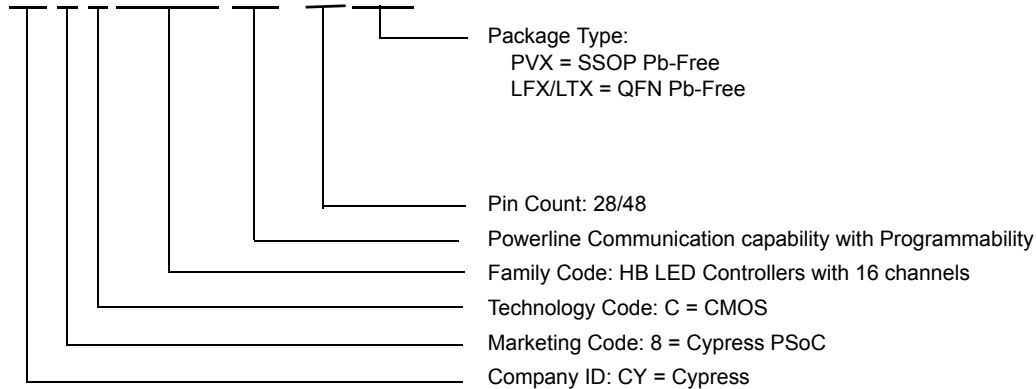 Package Type:
PVX = SSOP Pb-Free
LFX/LTX = QFN Pb-Free
Pin Count: 28/48
Powerline Communication capability with Programmability
Family Code: HB LED Controllers with 16 channels
Technology Code: C = CMOS
Marketing Code: 8 = Cypress PSoC
Company ID: CY = Cypress